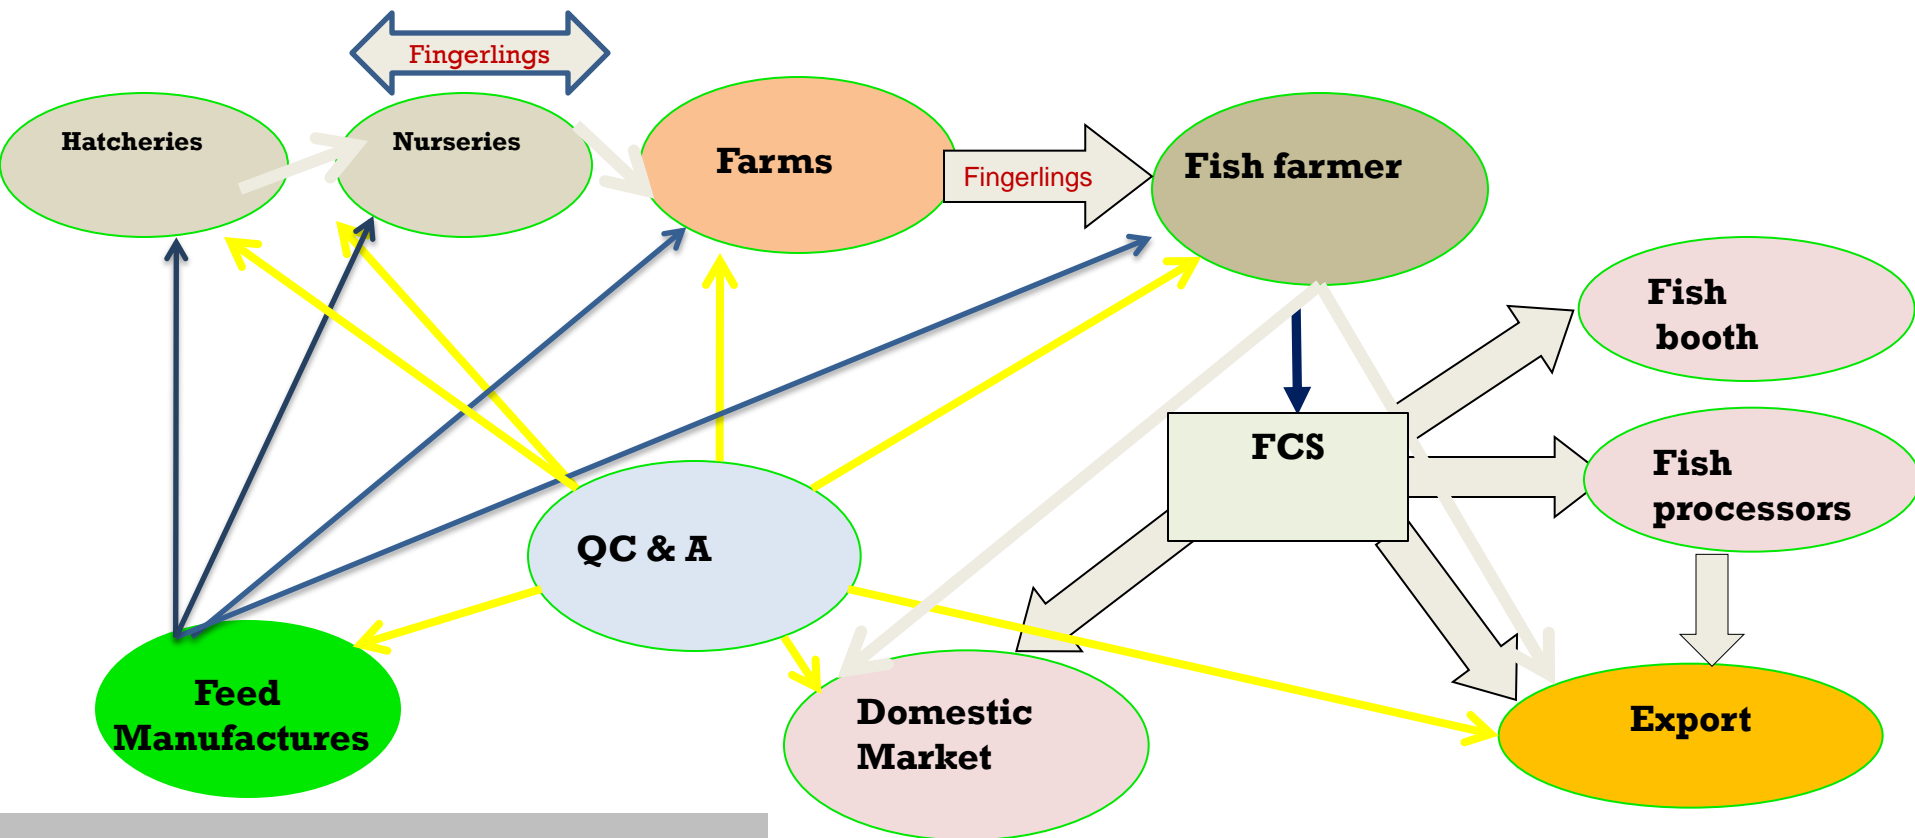 Fingerlings
Hatcheries
Nurseries
Farms
Fingerlings
Fish farmer
Fish
booth
FCS
Fish
processors
QC & A
Feed
Manufactures
Domestic
Market
Export